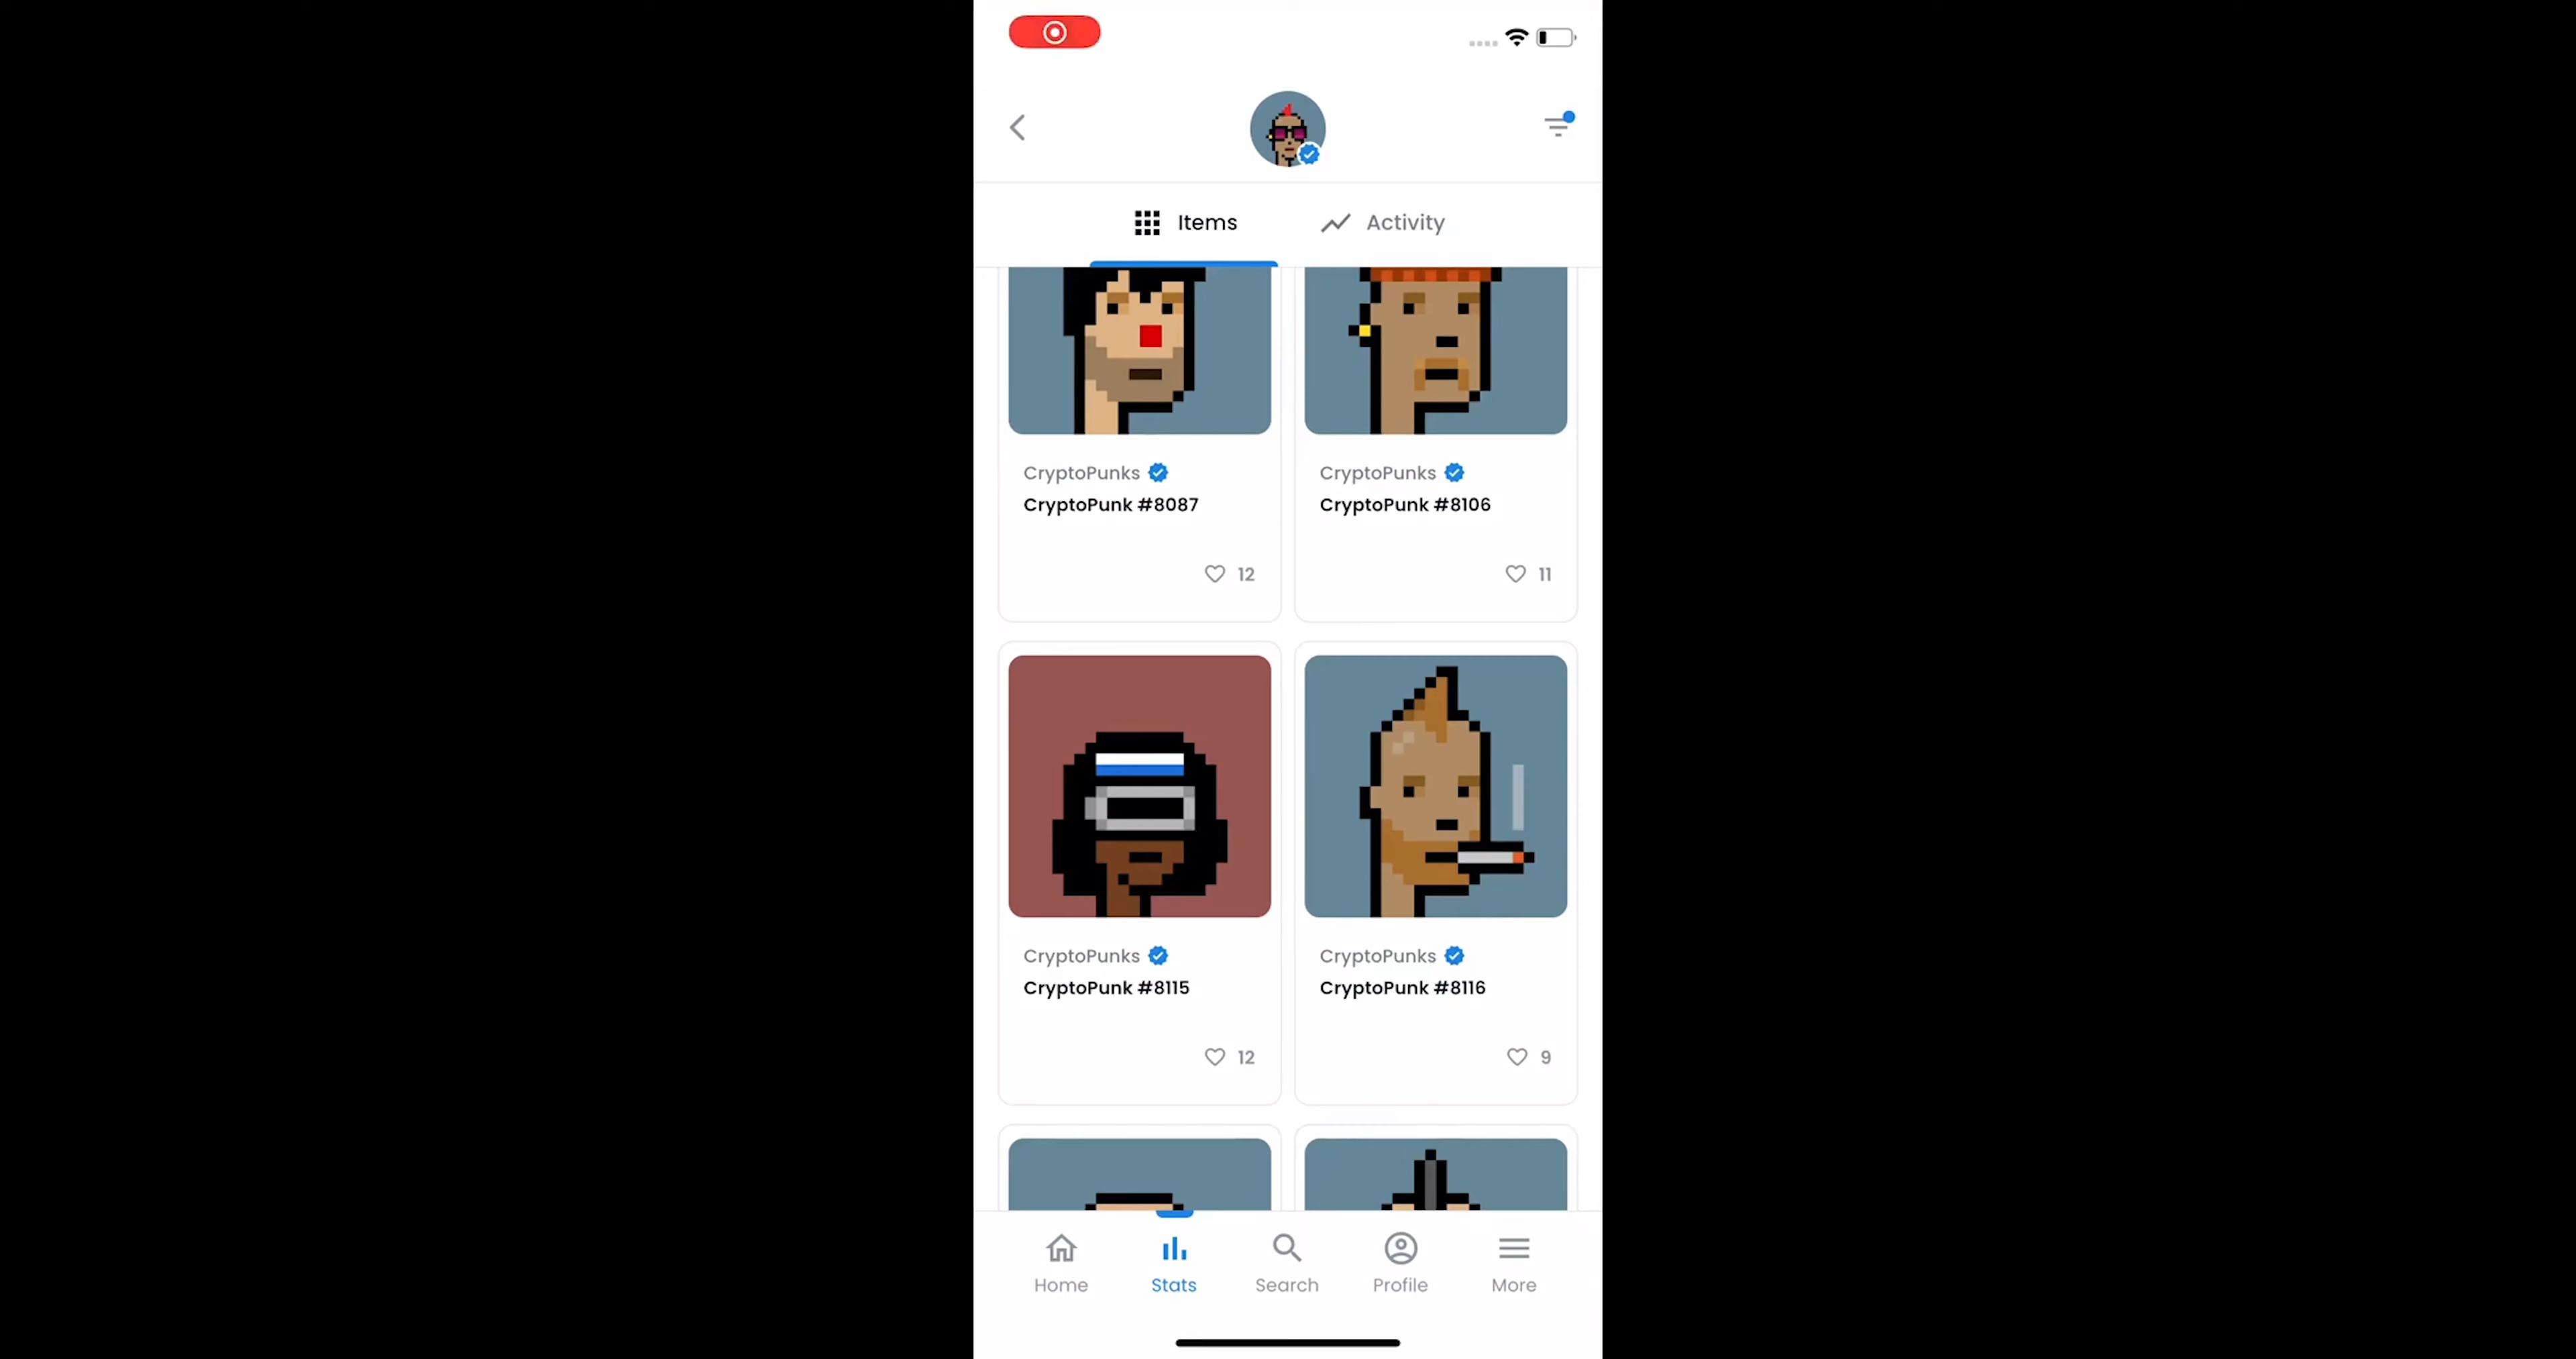 Items
Activity
CryptoPunks
CryptoPunk #8087
12
CryptoPunks
CryptoPunk #8106
11
CryptoPunks
CryptoPunk #8115
12
CryptoPunks
CryptoPunk #8116
9
Home
Stats
Search
Profile
More